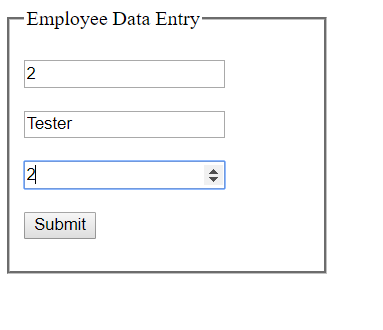 Employee Data Entry
2
Tester
2
Submit